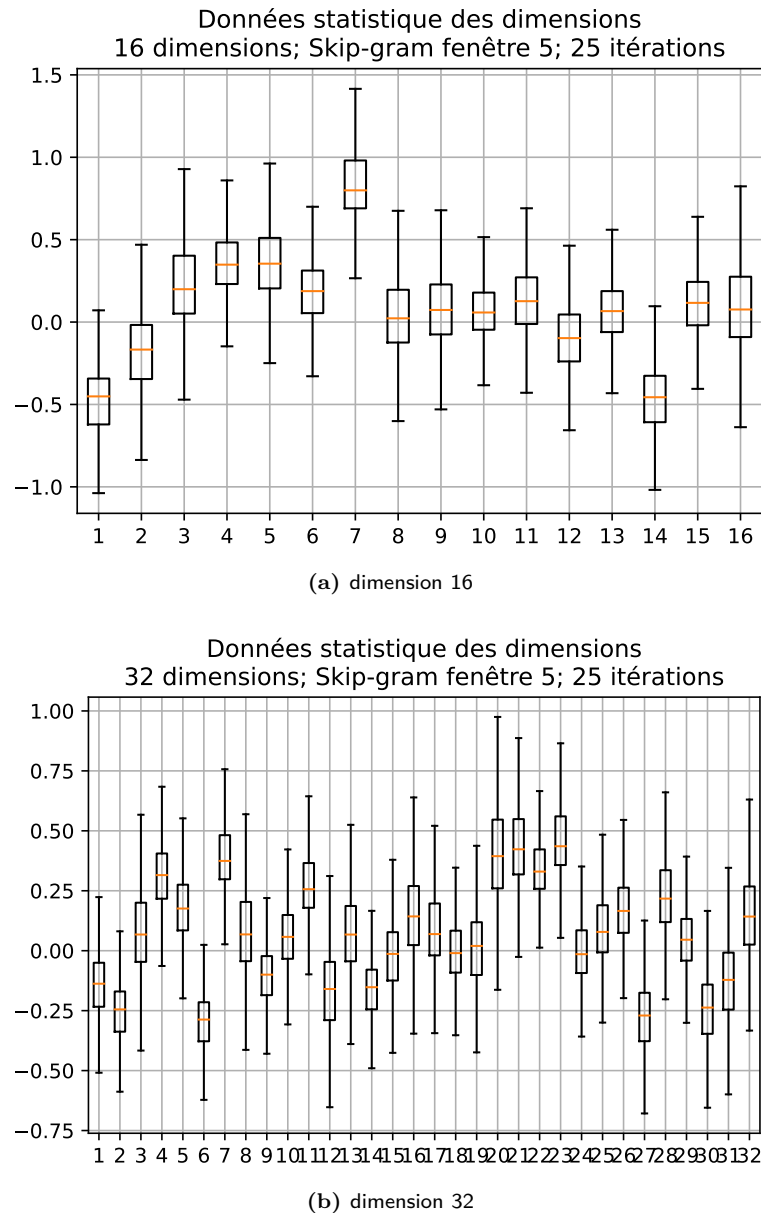 Données statistique des dimensions
16 dimensions; Skip-gram fenêtre 5; 25 itérations
1.5
1.0
0.5
0.0
−0.5
−1.0
1 2 3 4 5 6 7 8 9 10 11 12 13 14 15 16
(a) dimension 16
Données statistique des dimensions
32 dimensions; Skip-gram fenêtre 5; 25 itérations
1.00
0.75
0.50
0.25
0.00
−0.25
−0.50
−0.75
1 2 3 4 5 6 7 8 9 10 11 12 13 14 15 16 17 18 19 20 21 22 23 24 25 26 27 28 29 30 31 32
(b) dimension 32